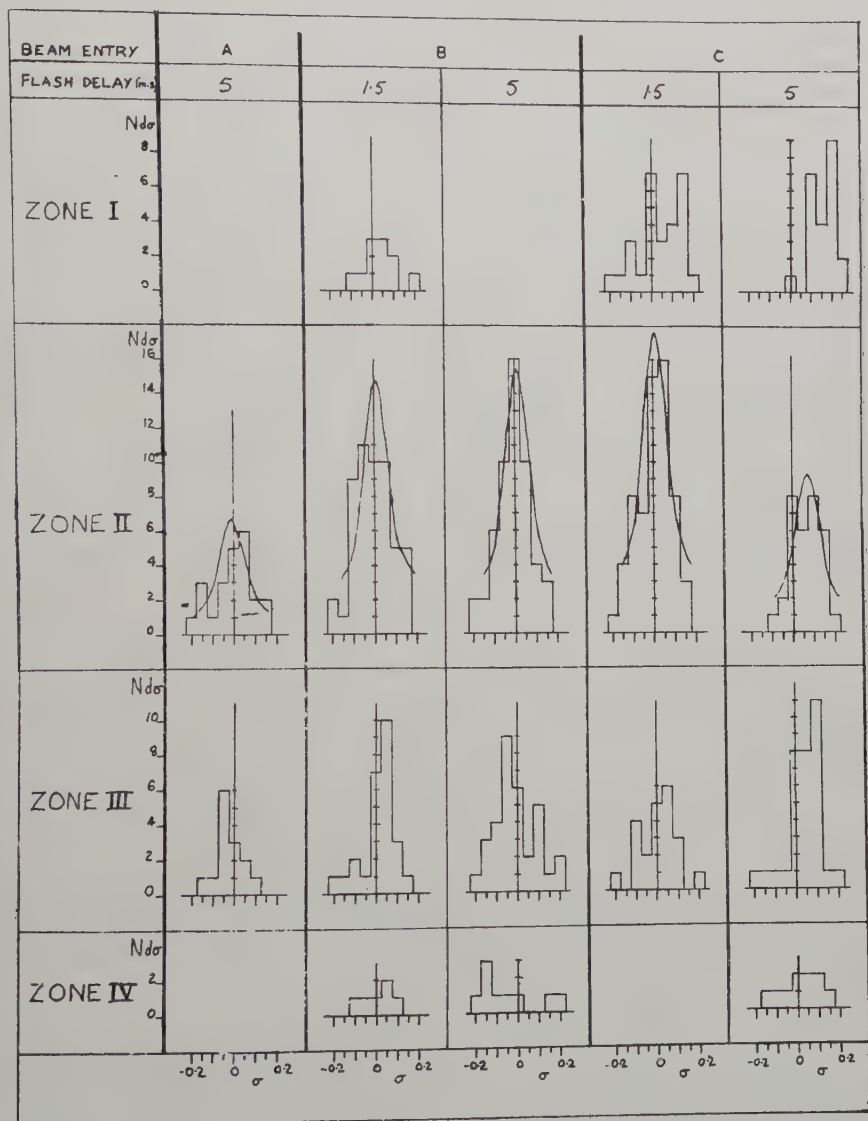 BEAM ENTRY A B C
FLASH DELAY (m.s) 5 1.5 5 1.5 5
Ndσ
8
6
ZONE I
4
2
0
Ndσ
16
14
12
10
8
ZONE II
6
4
2
0
Ndσ
10
8
6
ZONE III
4
2
0
Ndσ
2
ZONE IV
0
-0.2 0 0.2 -0.2 0 0.2 -0.2 0 0.2 -0.2 0 0.2 -0.2 0 0.2
σ σ σ σ σ